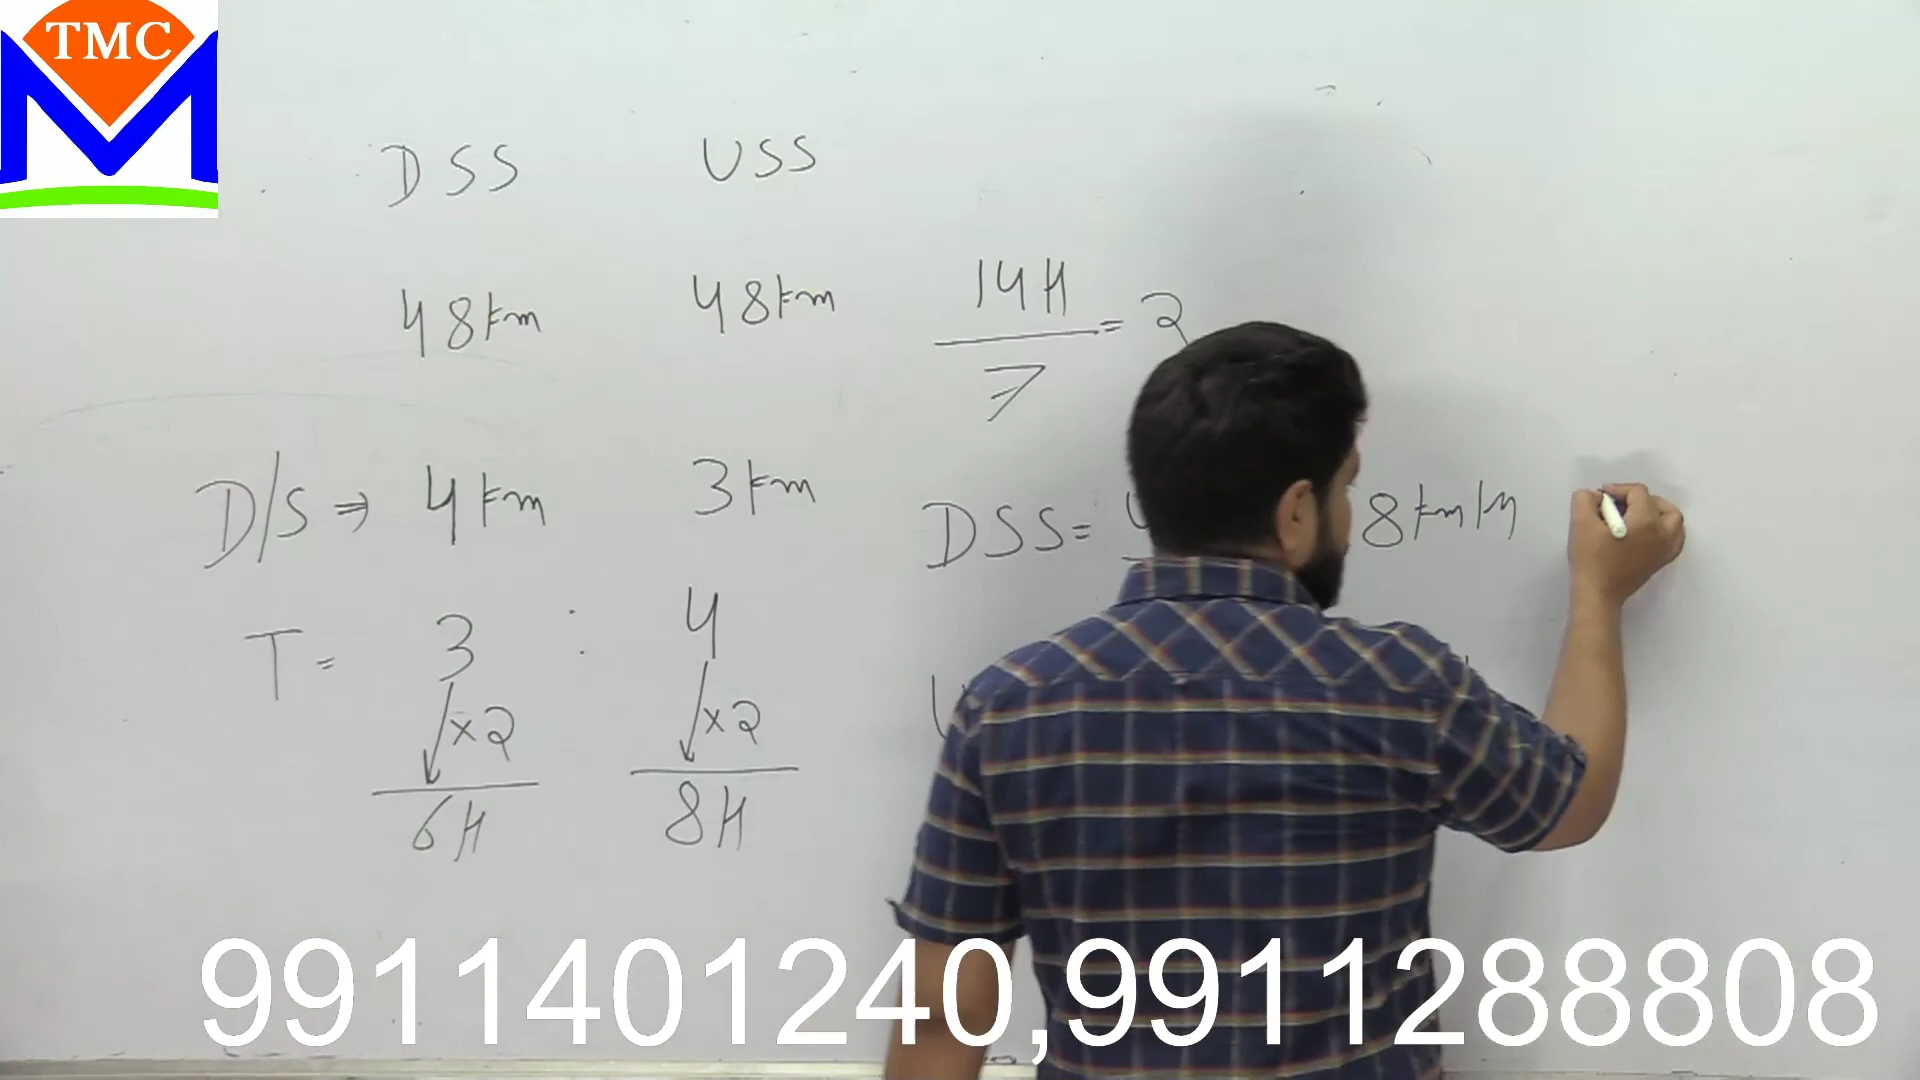 TMC
DSS USS
48km 48km
14H
= 2
7
D/S ⇒ 4km 3km
DSS = 8km/H
T = 3 : 4
×2 ×2
6H 8H
9911401240,9911288808